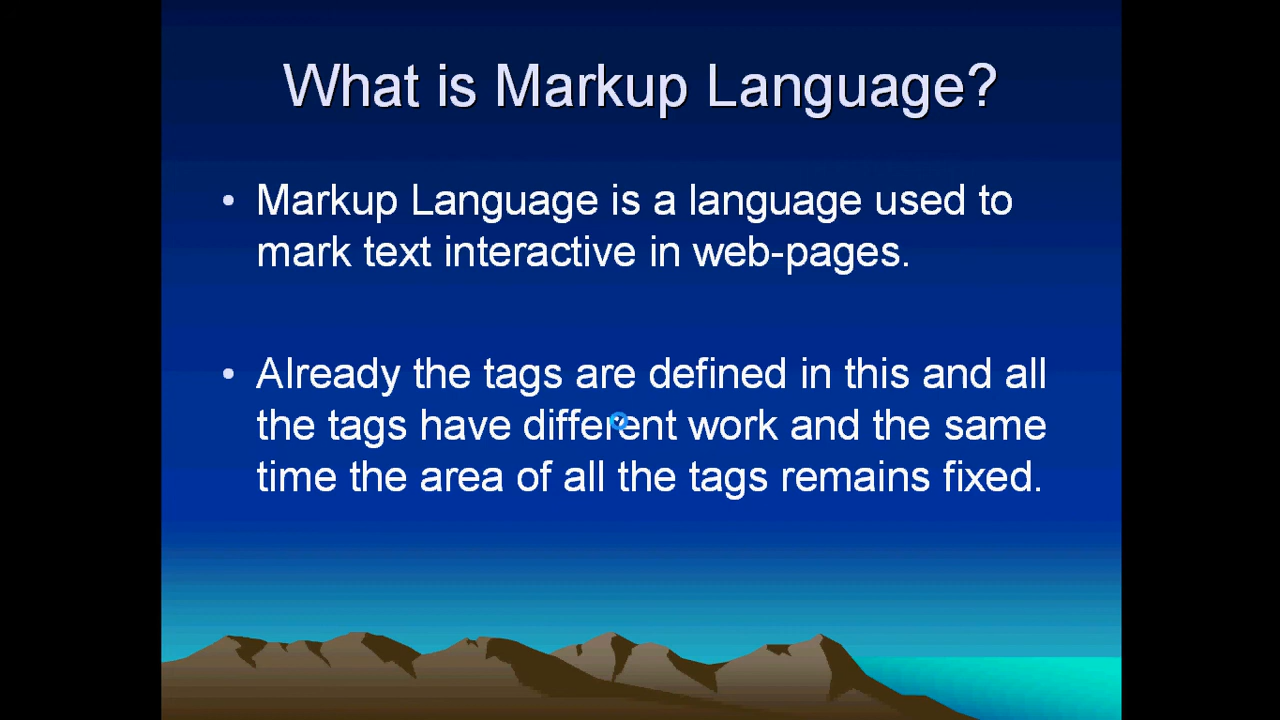 What is Markup Language?
• Markup Language is a language used to
mark text interactive in web-pages.
• Already the tags are defined in this and all
the tags have different work and the same
time the area of all the tags remains fixed.